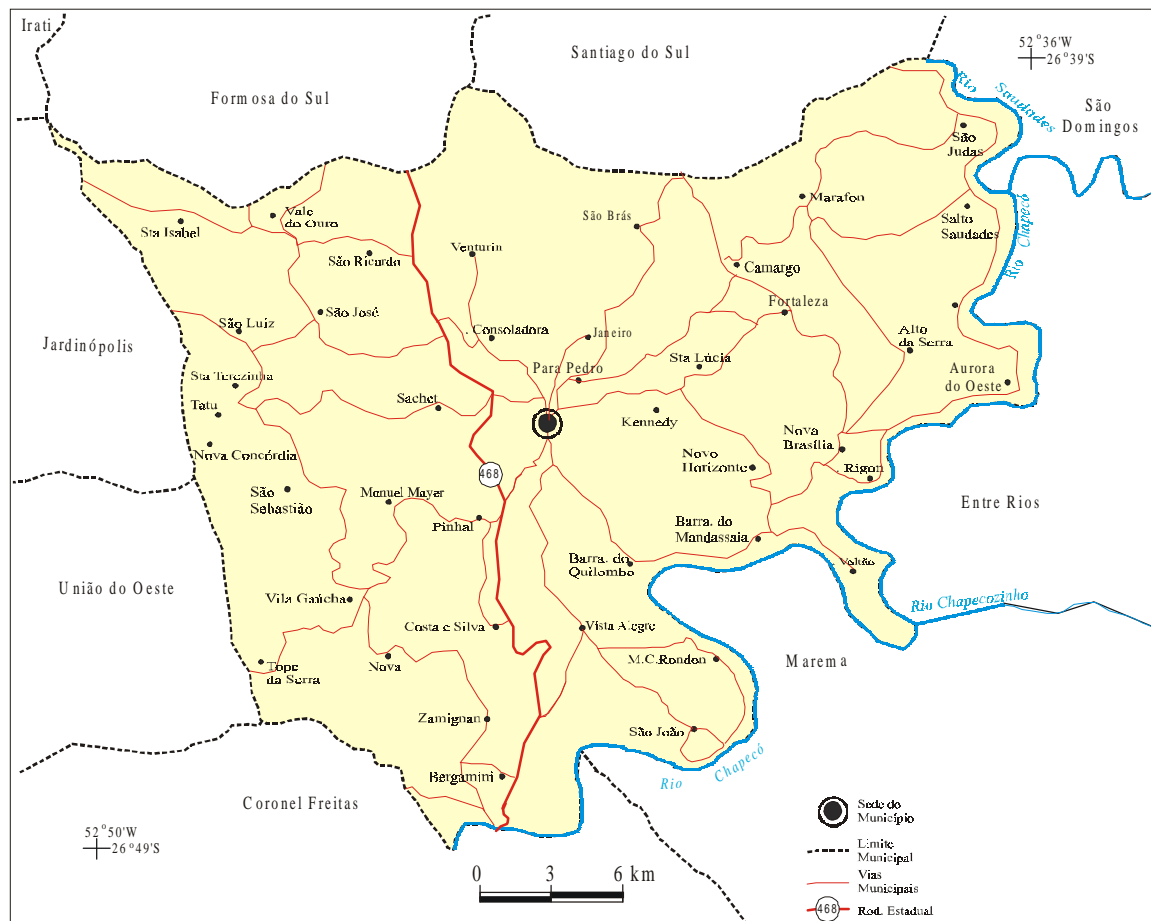 Irati
Santiago do Sul
52°36'W
26°39'S
Formosa do Sul
Rio
Saudades
São
Domingos
São
Judas
Marafon
Salto
Saudades
Rio Chapecó
Vale
do Ouro
Sta Isabel
São Brás
Venturin
São Ricardo
Camargo
Fortaleza
São José
São Luíz
Consoladora
Janeiro
Alto
da Serra
Jardinópolis
Sta Lúcia
Para Pedro
Aurora
do Oeste
Sta Terezinha
Sachet
Tatu
Kennedy
Nova
Brasília
Nova Concórdia
Novo
Horizonte
Rigon
468
São
Sebastião
Manuel Mayer
Entre Rios
Pinhal
Barra. do
Mandassaia
Barra. do
Quilombo
Voltão
União do Oeste
Vila Gaúcha
Rio Chapecozinho
Costa e Silva
Vista Alegre
Nova
M.C. Rondon
Marema
Tope
da Serra
Zamignan
São João
Bergamini
Rio Chapecó
Coronel Freitas
52°50'W
26°49'S
0 3 6 km
Sede do
Município
Limite
Municipal
Vias
Municipais
468 Rod. Estadual